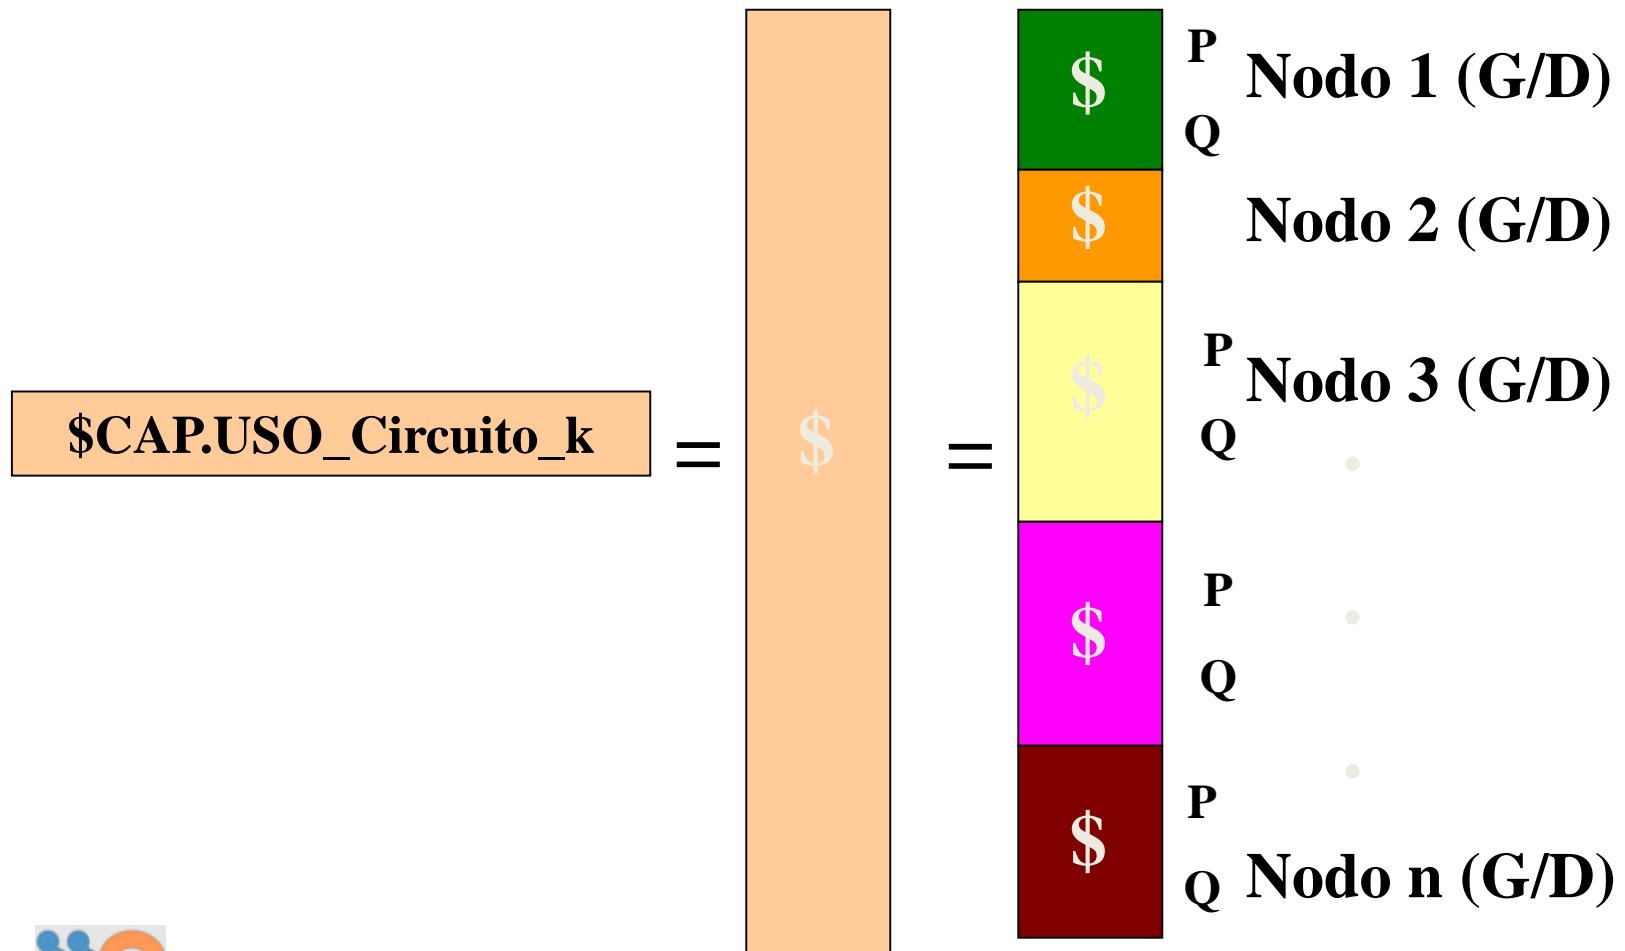 $CAP.USO_Circuito_k
=
$
=
$
P
Q
Nodo 1 (G/D)
$
Nodo 2 (G/D)
$
P
Q
Nodo 3 (G/D)
$
P
Q
$
P
Q
Nodo n (G/D)